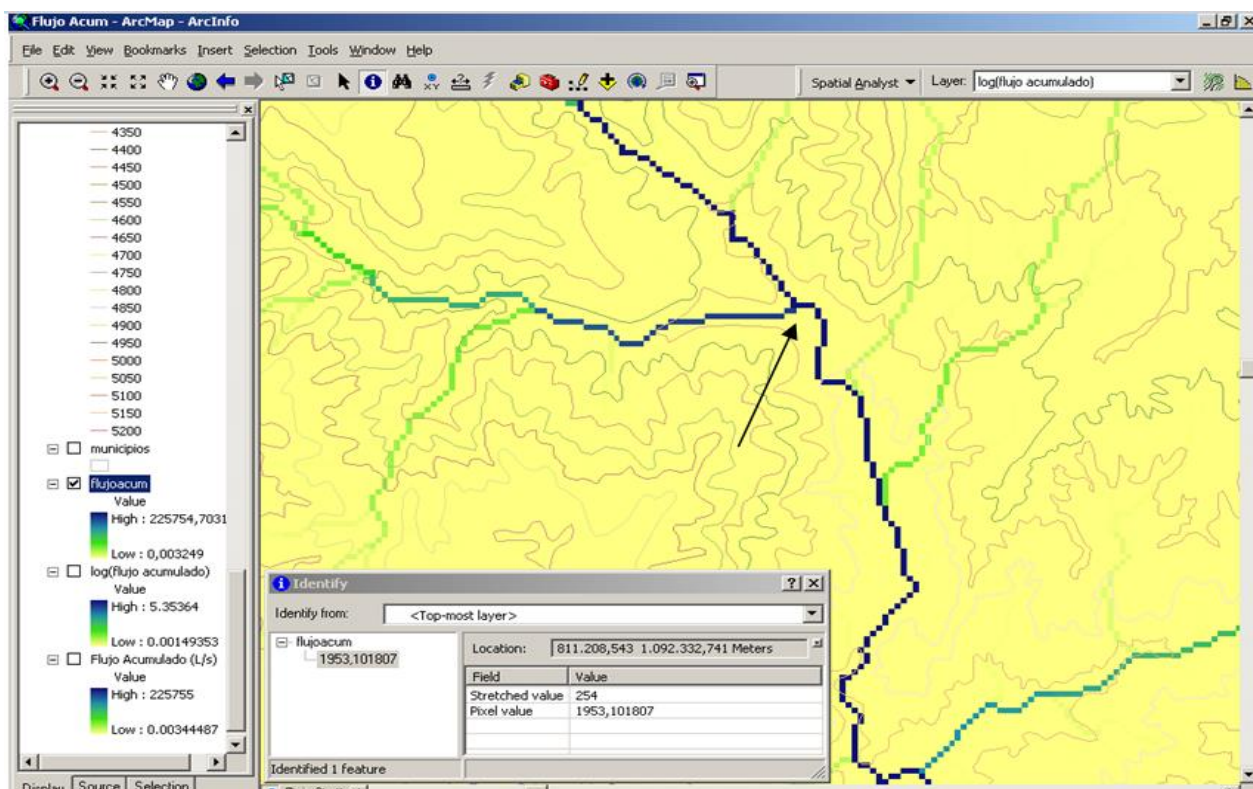 Flujo Acum - ArcMap - ArcInfo
File Edit View Bookmarks Insert Selection Tools Window Help
Spatial Analyst Layer: log(flujo acumulado)
4350
4400
4450
4500
4550
4600
4650
4700
4750
4800
4850
4900
4950
5000
5050
5100
5150
5200
municipios
flujoacum
Value
High : 225754,7031
Low : 0,003249
log(flujo acumulado)
Value
High : 5.35364
Low : 0.00149353
Flujo Acumulado (L/s)
Value
High : 225755
Low : 0.00344487
Display Source Selection
Identify
Identify from: <Top-most layer>
flujoacum
1953,101807
Location: 811.208,543 1.092.332,741 Meters
Field Value
Stretched value 254
Pixel value 1953,101807
Identified 1 feature